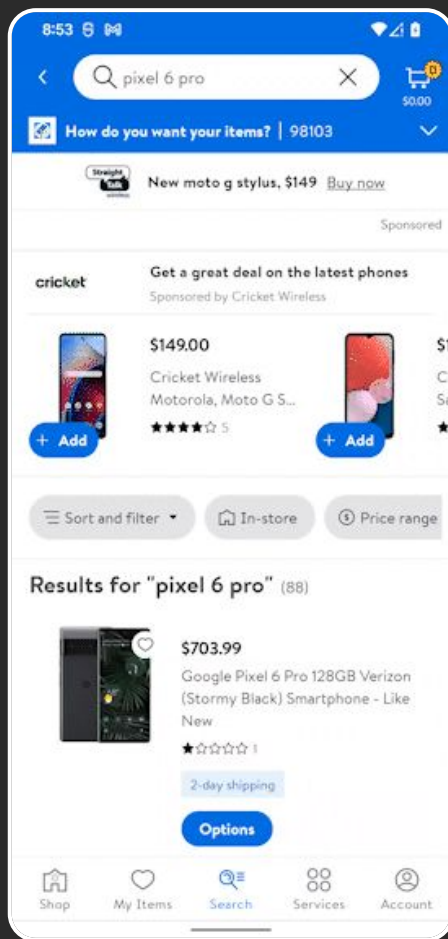 8:53
pixel 6 pro
0
$0.00
How do you want your items? | 98103
Straight Talk wireless
New moto g stylus, $149 Buy now
Sponsored
cricket
Get a great deal on the latest phones
Sponsored by Cricket Wireless
$149.00
Cricket Wireless
Motorola, Moto G S...
5
+ Add
+ Add
Sort and filter
In-store
Price range
Results for "pixel 6 pro" (88)
$703.99
Google Pixel 6 Pro 128GB Verizon
(Stormy Black) Smartphone - Like
New
1
2-day shipping
Options
Shop
My Items
Search
Services
Account